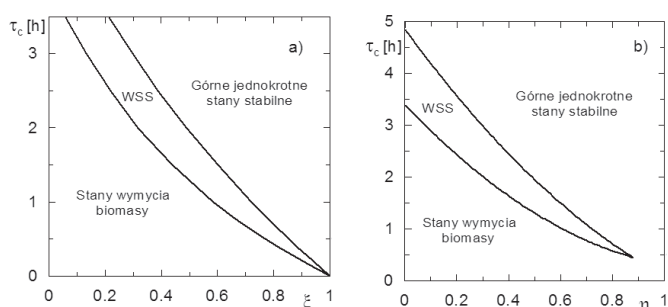 τc [h]
a)
3
2
1
0
WSS
Górne jednokrotne
stany stabilne
Stany wymycia
biomasy
0 0.2 0.4 0.6 0.8 ξ 1
5
τc [h]
b)
4
3
2
1
0
WSS
Górne jednokrotne
stany stabilne
Stany wymycia
biomasy
0 0.2 0.4 0.6 0.8 η 1